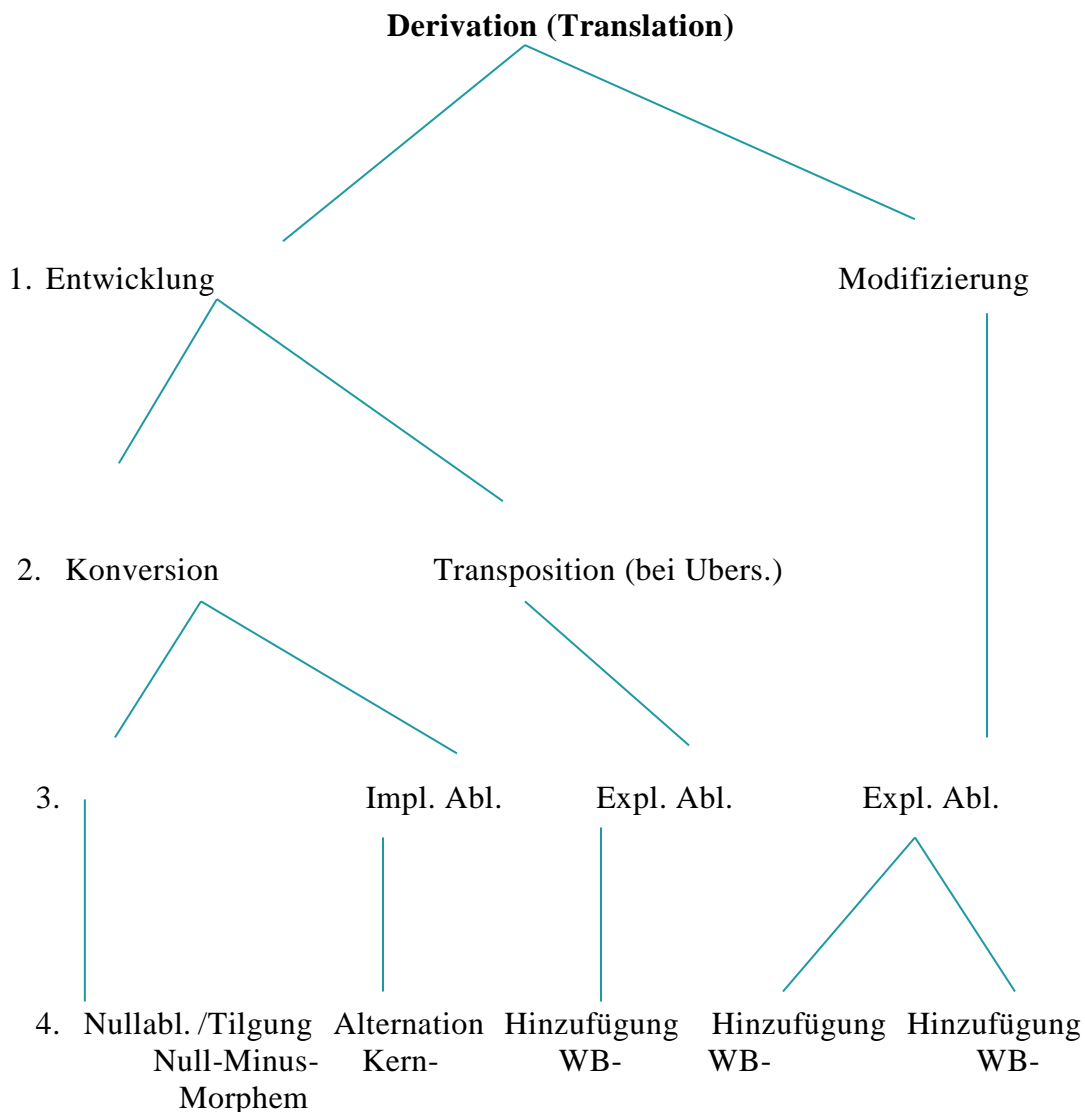 Derivation (Translation)
1. Entwicklung Modifizierung
2. Konversion Transposition (bei Ubers.)
3. Impl. Abl. Expl. Abl. Expl. Abl.
4. Nullabl. /Tilgung Alternation Hinzufügung Hinzufügung Hinzufügung
Null-Minus- Kern- WB- WB- WB-
Morphem